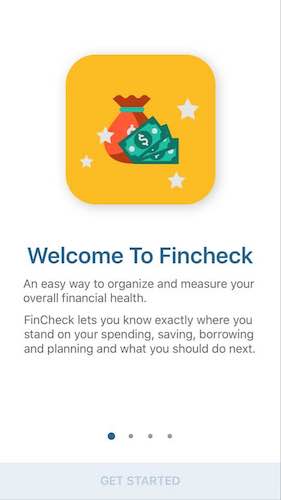 Welcome To Fincheck
An easy way to organize and measure your
overall financial health.
FinCheck lets you know exactly where you
stand on your spending, saving, borrowing
and planning and what you should do next.
GET STARTED